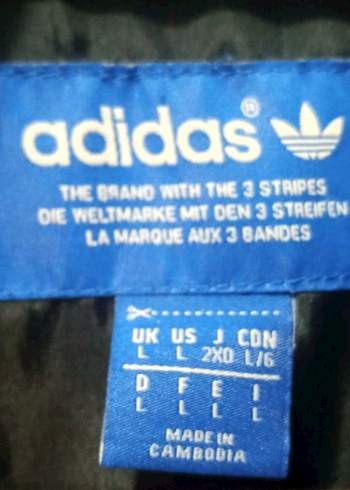 adidas®
THE BRAND WITH THE 3 STRIPES
DIE WELTMARKE MIT DEN 3 STREIFEN
LA MARQUE AUX 3 BANDES
UK US J CDN
L L 2XO L/G
D F E I
L L L L
MADE IN
CAMBODIA